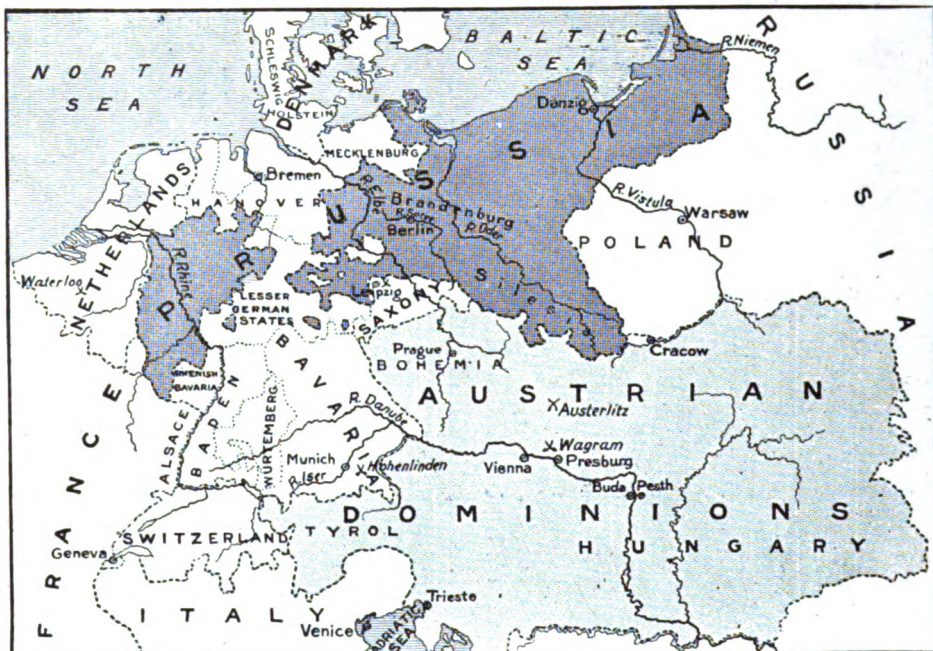 NORTH
SEA
BALTIC
SEA
RUSSIA
R. Niemen
DENMARK
SCHLESWIG
HOLSTEIN
Danzig
MECKLENBURG
PRUSSIA
Bremen
HANOVER
R. Elbe
Brandenburg
Berlin
R. Oder
R. Vistula
Warsaw
POLAND
NETHERLANDS
Waterloo
R. Rhine
Silesia
LESSER
GERMAN
STATES
Leipzig
SAXONY
Cracow
Prague
BOHEMIA
RHENISH
BAVARIA
BAVARIA
AUSTRIAN
Austerlitz
FRANCE
ALSACE
BADEN
WÜRTEMBERG
R. Danube
Wagram
Munich
R. Iser
Hohenlinden
Vienna
Presburg
Buda
Pesth
DOMINIONS
HUNGARY
SWITZERLAND
TYROL
Geneva
ITALY
Trieste
Venice
ADRIATIC
SEA